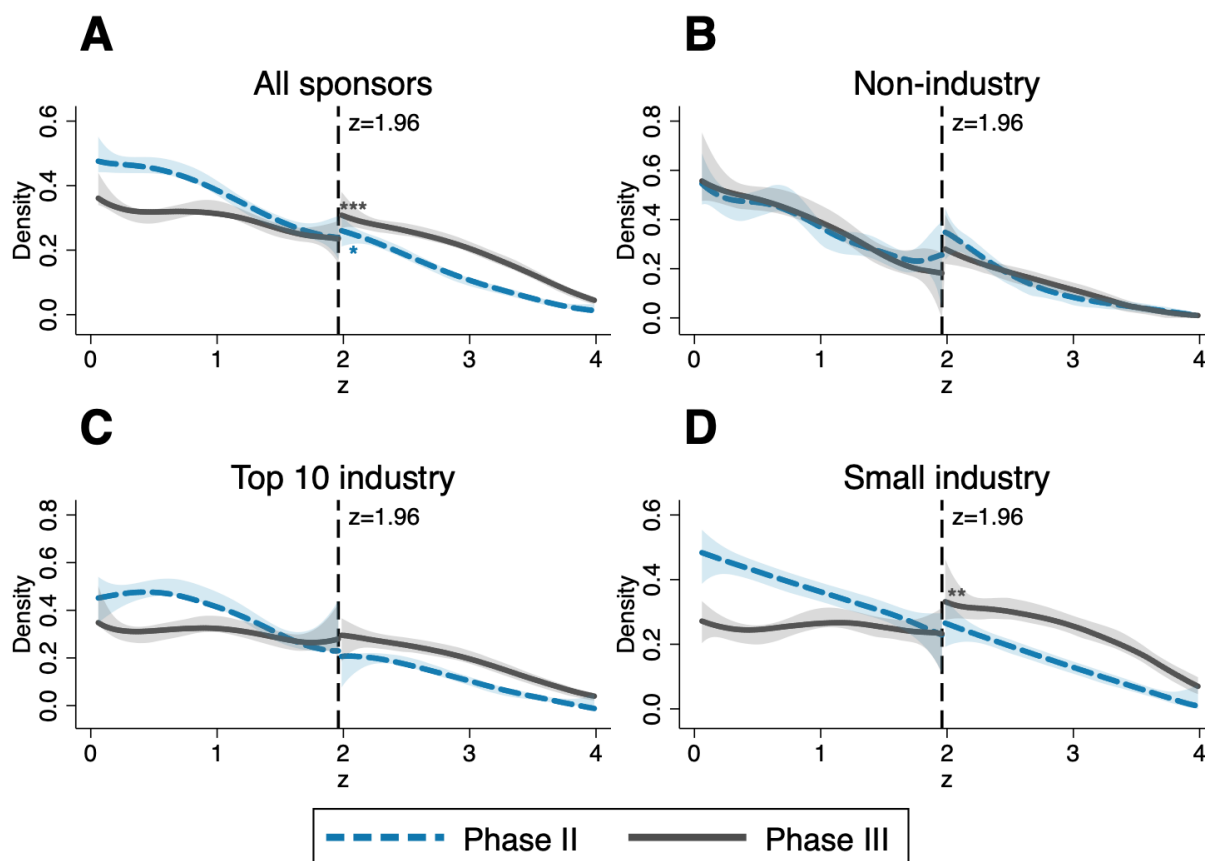 A
All sponsors
z=1.96
Density
0.6
0.4
0.2
0.0
***
*
0 1 2 3 4
z
B
Non-industry
z=1.96
Density
0.8
0.6
0.4
0.2
0.0
0 1 2 3 4
z
C
Top 10 industry
z=1.96
Density
0.8
0.6
0.4
0.2
0.0
0 1 2 3 4
z
D
Small industry
z=1.96
Density
0.6
0.4
0.2
0.0
**
0 1 2 3 4
z
Phase II Phase III